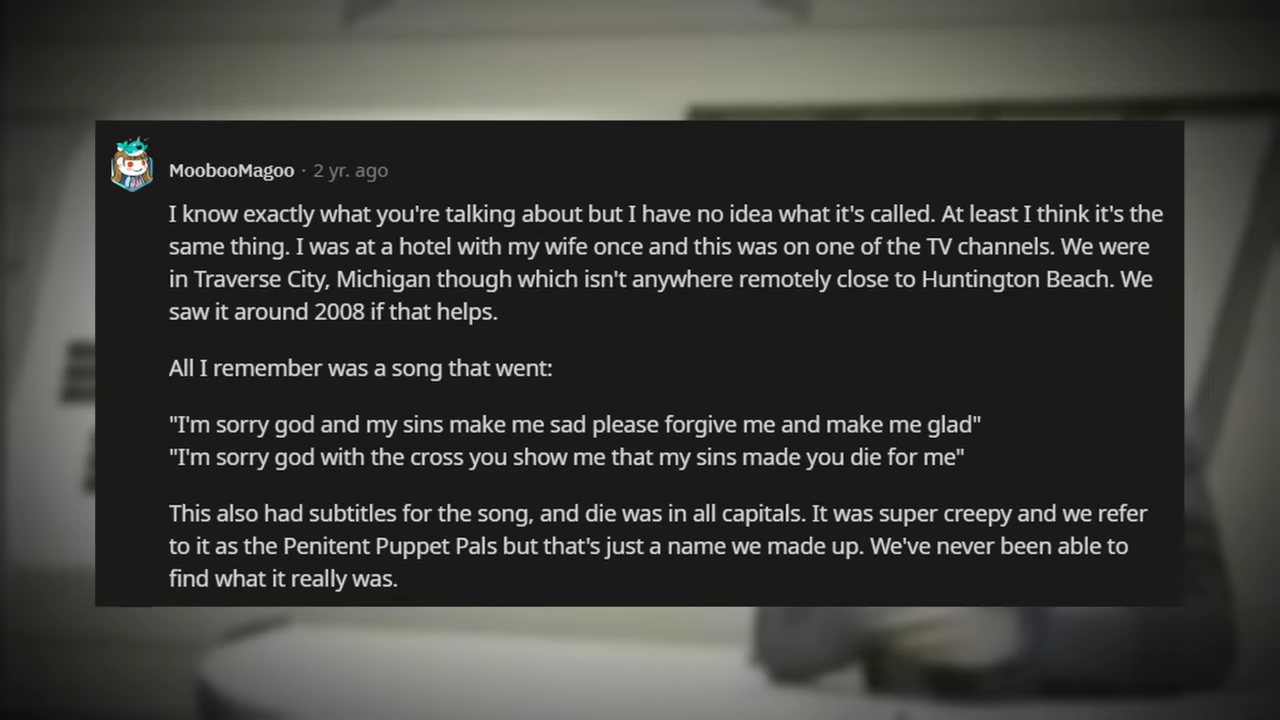 MoobooMagoo · 2 yr. ago
I know exactly what you're talking about but I have no idea what it's called. At least I think it's the
same thing. I was at a hotel with my wife once and this was on one of the TV channels. We were
in Traverse City, Michigan though which isn't anywhere remotely close to Huntington Beach. We
saw it around 2008 if that helps.
All I remember was a song that went:
"I'm sorry god and my sins make me sad please forgive me and make me glad"
"I'm sorry god with the cross you show me that my sins made you die for me"
This also had subtitles for the song, and die was in all capitals. It was super creepy and we refer
to it as the Penitent Puppet Pals but that's just a name we made up. We've never been able to
find what it really was.